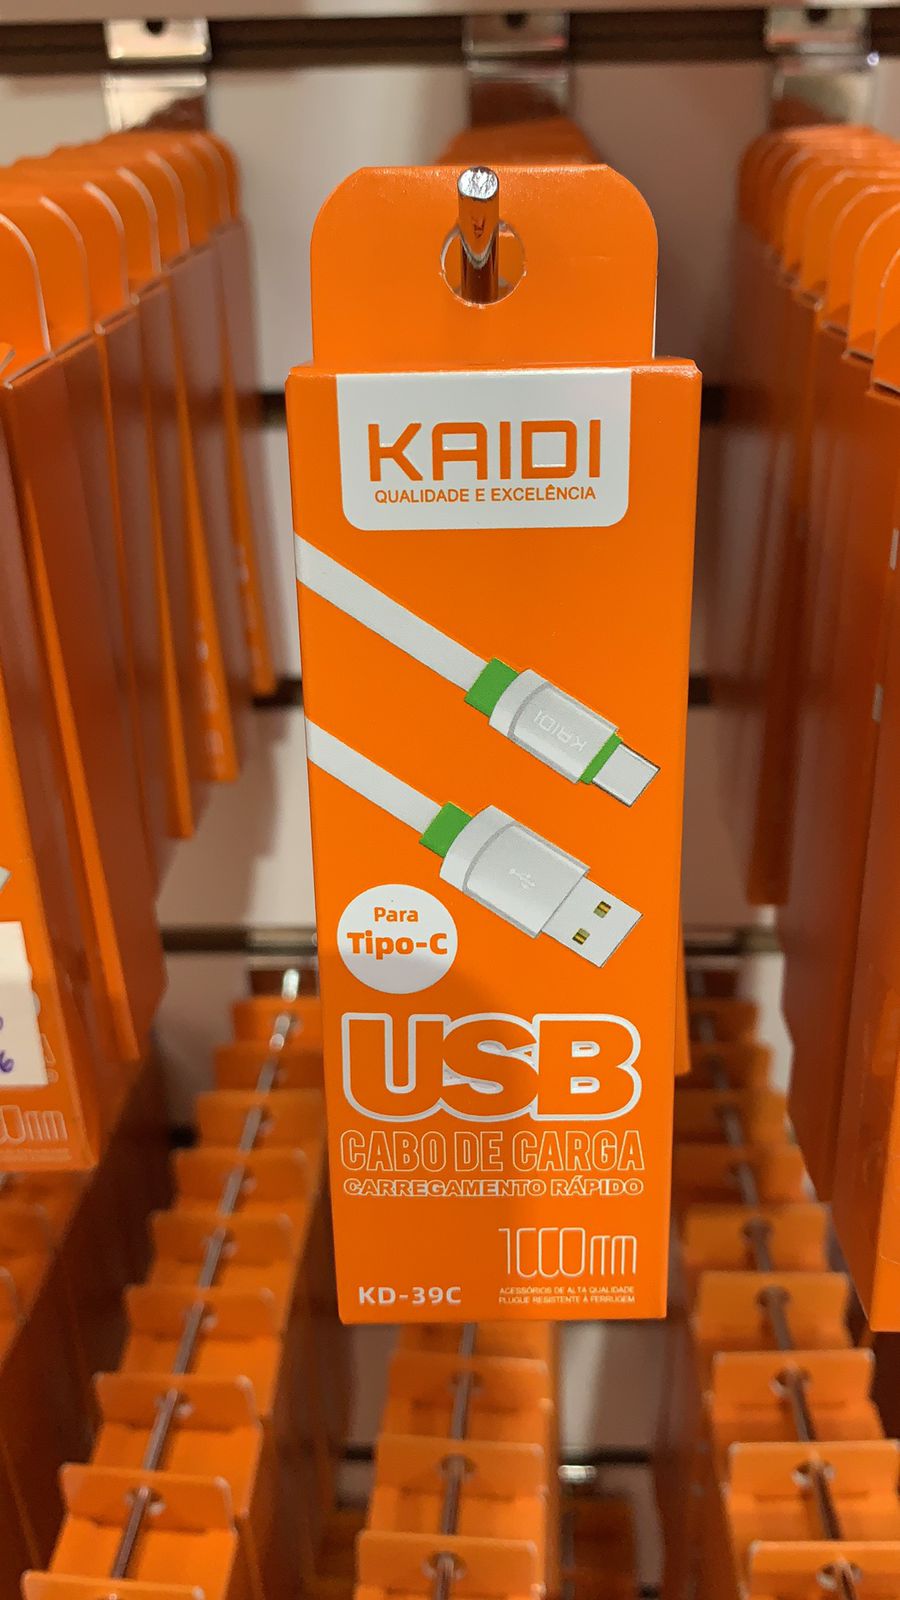 KAIDI
QUALIDADE E EXCELÊNCIA
KAIDI
Para
Tipo-C
USB
CABO DE CARGA
CARREGAMENTO RÁPIDO
1000mm
KD-39C
ACESSÓRIOS DE ALTA QUALIDADE
PLUGUE RESISTENTE À FERRUGEM